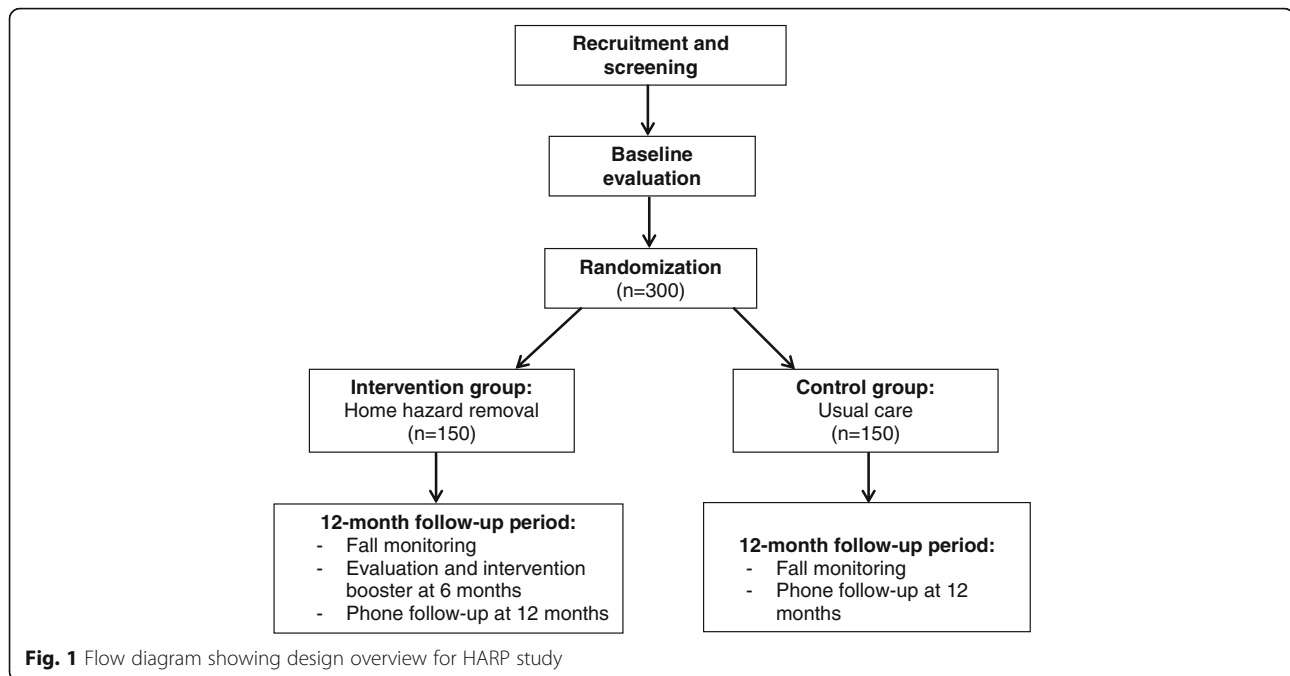 Recruitment and
screening
Baseline
evaluation
Randomization
(n=300)
Intervention group:
Home hazard removal
(n=150)
Control group:
Usual care
(n=150)
12-month follow-up period:
- Fall monitoring
- Evaluation and intervention
booster at 6 months
- Phone follow-up at 12 months
12-month follow-up period:
- Fall monitoring
- Phone follow-up at 12
months
Fig. 1 Flow diagram showing design overview for HARP study